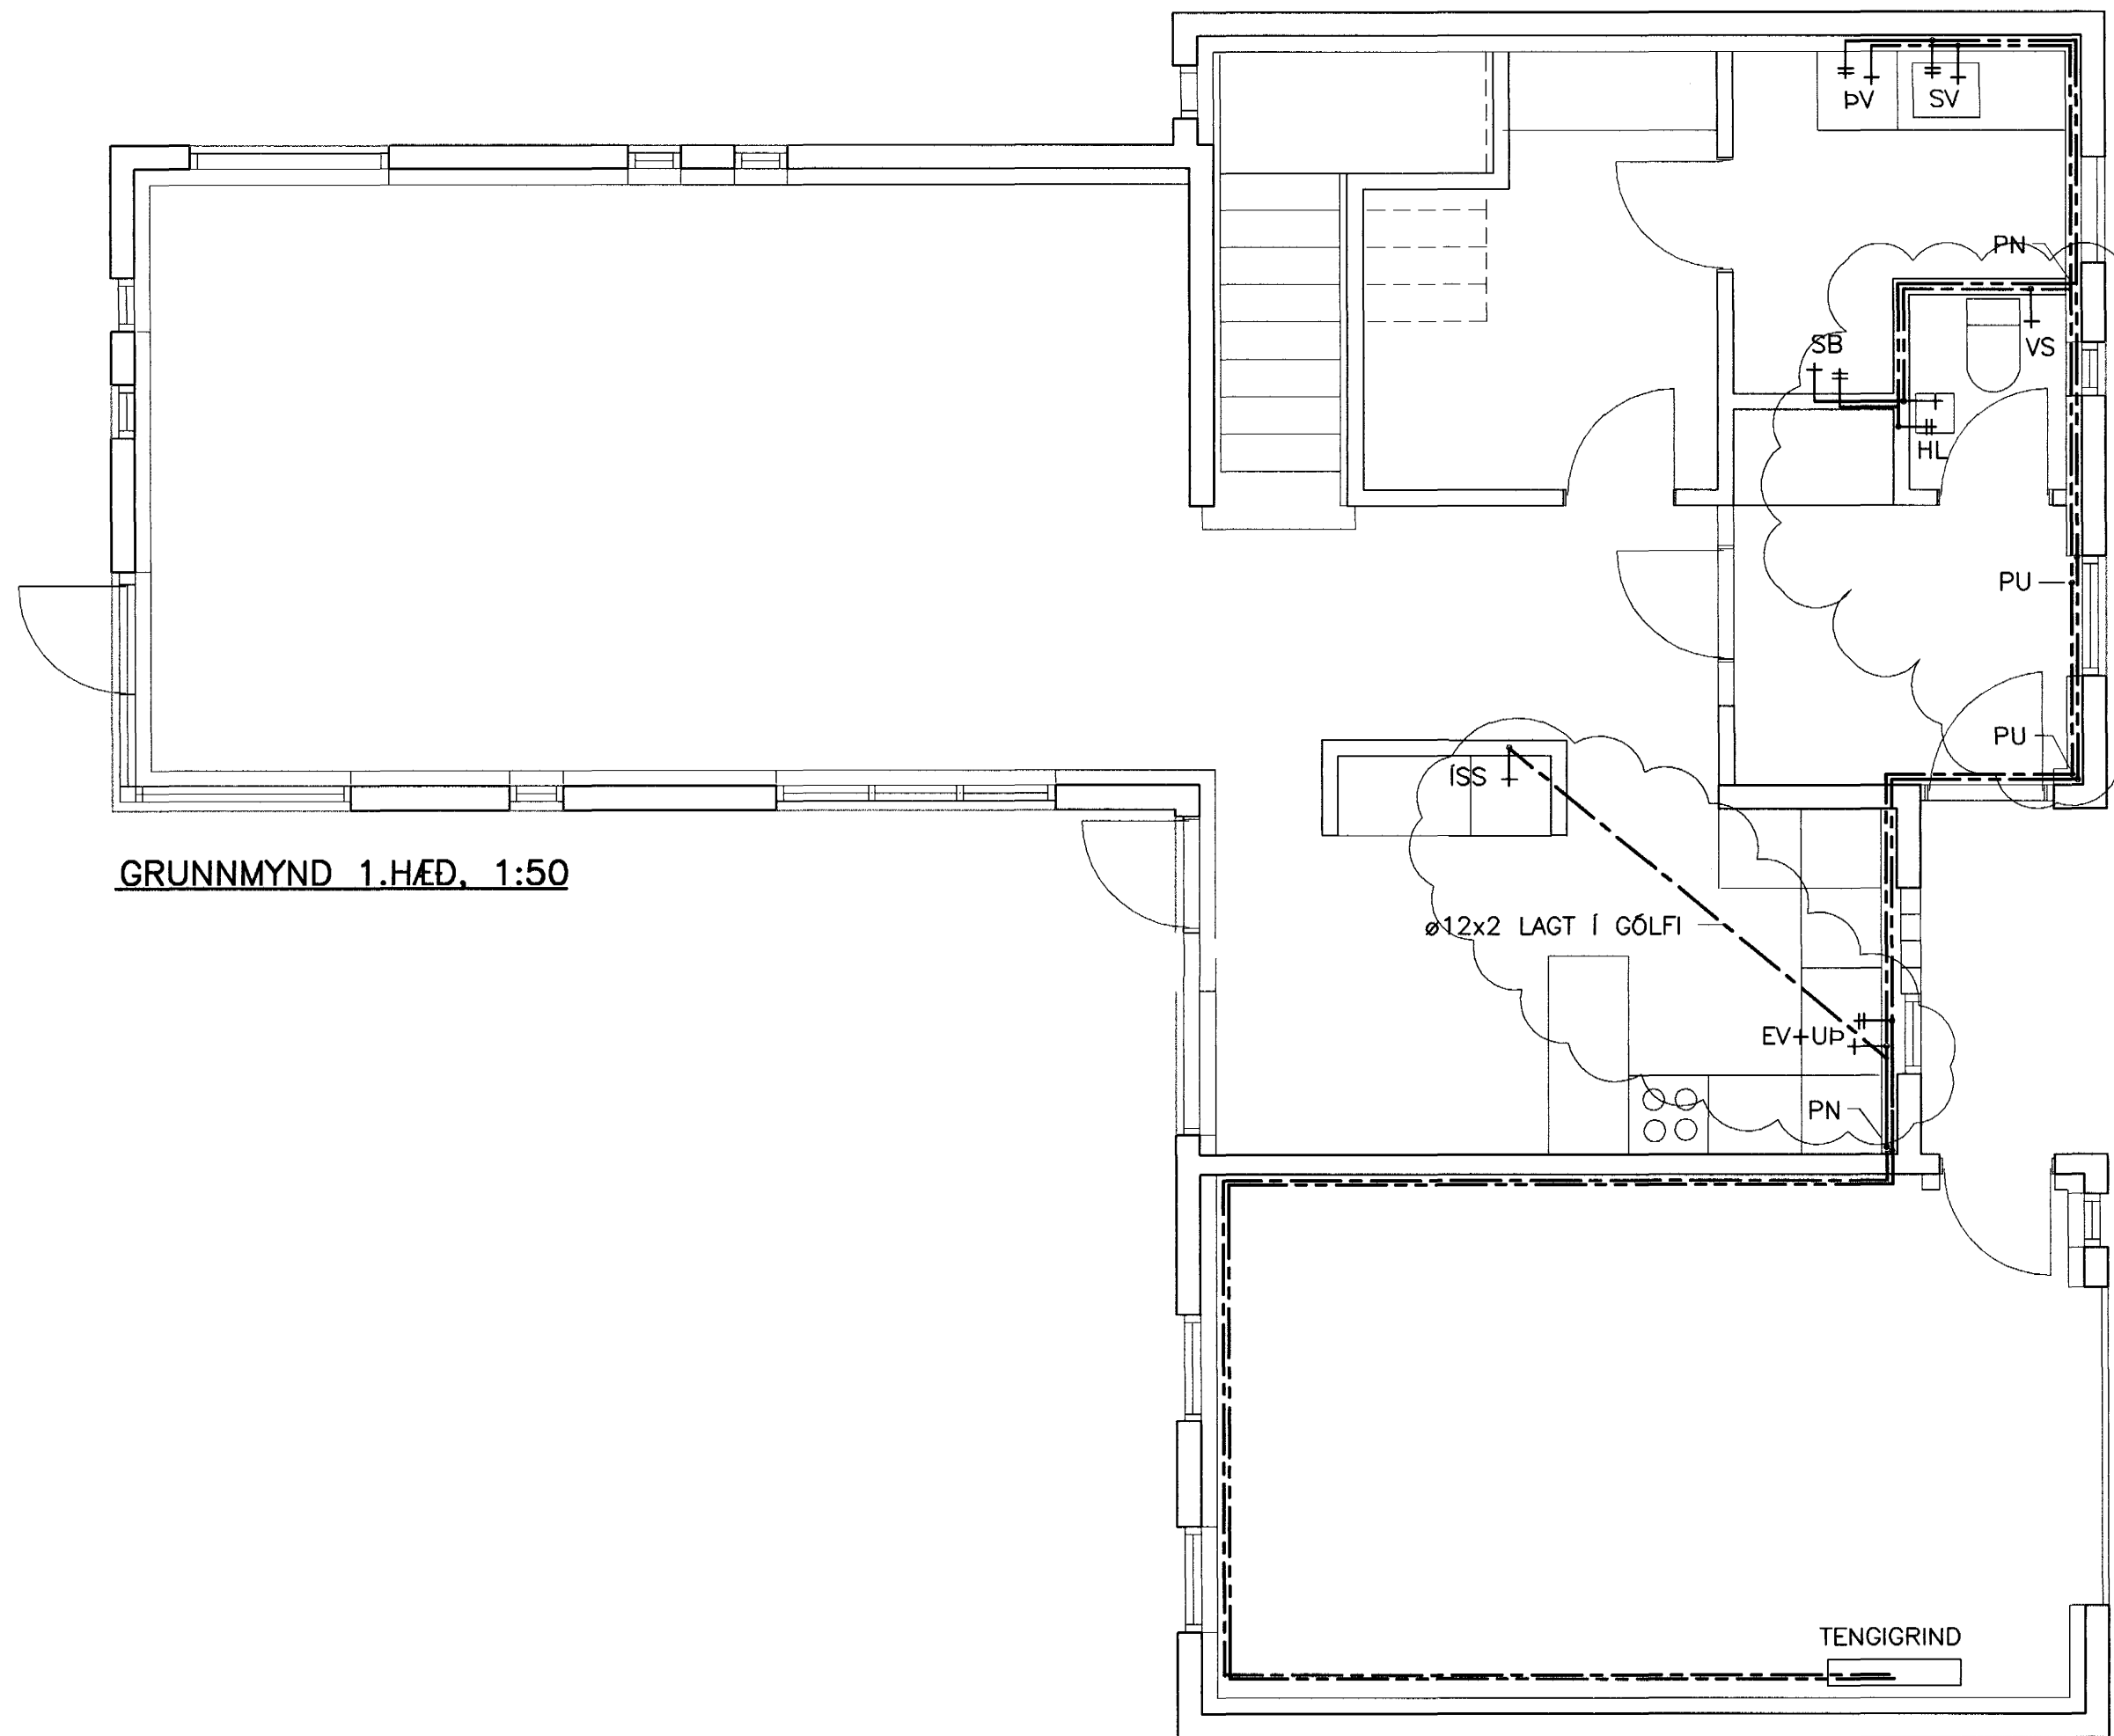 ÞV
SV
PN
SB
VS
HL
PU
PU
ÍSS
GRUNNMYND 1.HÆÐ, 1:50
ø12x2 LAGT Í GÓLFI
EV+UÞ
PN
TENGIGRIND